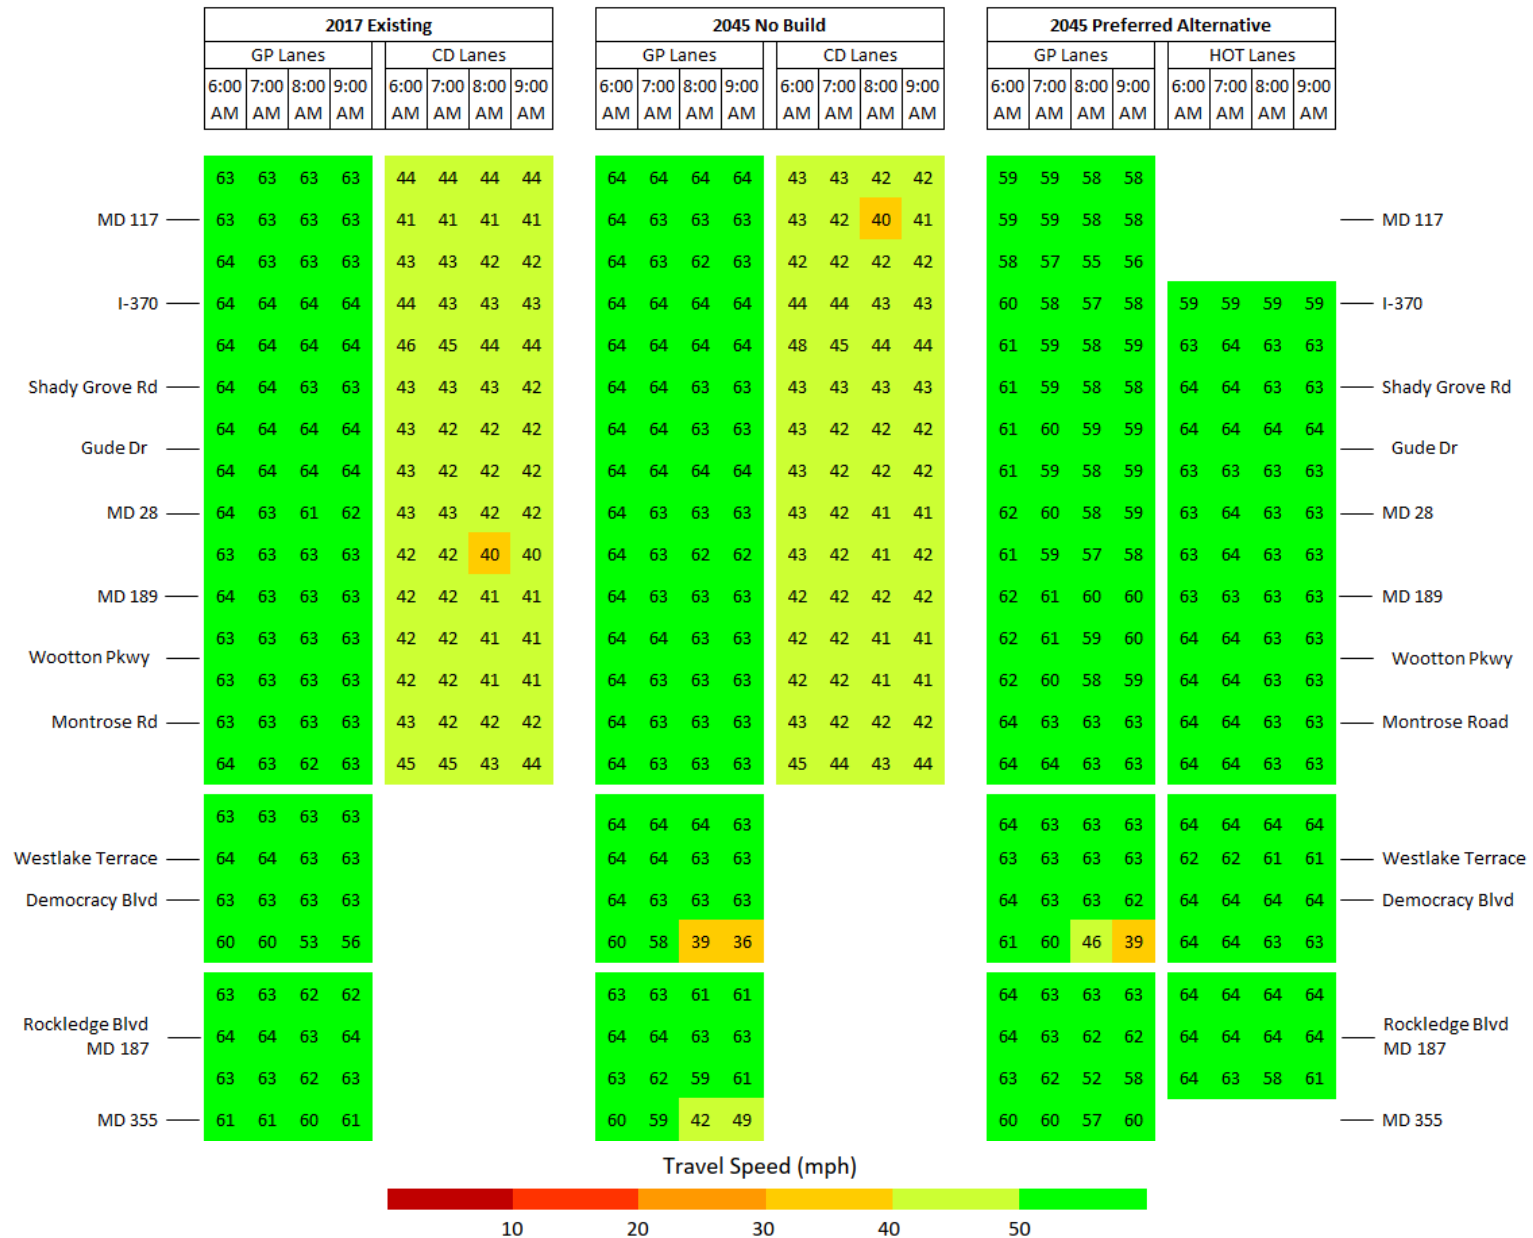 2017 Existing 2045 No Build 2045 Preferred Alternative
GP Lanes CD Lanes GP Lanes CD Lanes GP Lanes HOT Lanes
6:00 7:00 8:00 9:00 6:00 7:00 8:00 9:00 6:00 7:00 8:00 9:00 6:00 7:00 8:00 9:00 6:00 7:00 8:00 9:00 6:00 7:00 8:00 9:00
AM AM AM AM AM AM AM AM AM AM AM AM AM AM AM AM AM AM AM AM AM AM AM AM
63 63 63 63 44 44 44 44 64 64 64 64 43 43 42 42 59 59 58 58
MD 117 63 63 63 63 41 41 41 41 64 63 63 63 43 42 40 41 59 59 58 58 MD 117
64 63 63 63 43 43 42 42 64 63 62 63 42 42 42 42 58 57 55 56
I-370 64 64 64 64 44 43 43 43 64 64 64 64 44 44 43 43 60 58 57 58 59 59 59 59 I-370
64 64 64 64 46 45 44 44 64 64 64 64 48 45 44 44 61 59 58 59 63 64 63 63
Shady Grove Rd 64 64 63 63 43 43 43 42 64 64 63 63 43 43 43 43 61 59 58 58 64 64 63 63 Shady Grove Rd
64 64 64 64 43 42 42 42 64 64 63 63 43 42 42 42 61 60 59 59 64 64 64 64
Gude Dr Gude Dr
64 64 64 64 43 42 42 42 64 64 64 64 43 42 42 42 61 59 58 59 63 63 63 63
MD 28 64 63 61 62 43 43 42 42 64 63 63 63 43 42 41 41 62 60 58 59 63 64 63 63 MD 28
63 63 63 63 42 42 40 40 64 63 62 62 43 42 41 42 61 59 57 58 63 64 63 63
MD 189 64 63 63 63 42 42 41 41 64 63 63 63 42 42 42 42 62 61 60 60 63 63 63 63 MD 189
63 63 63 63 42 42 41 41 64 64 63 63 42 42 41 41 62 61 59 60 64 64 63 63
Wootton Pkwy Wootton Pkwy
63 63 63 63 42 42 41 41 64 63 63 63 42 42 41 41 62 60 58 59 64 64 63 63
Montrose Rd 63 63 63 63 43 42 42 42 64 63 63 63 43 42 42 42 64 63 63 63 64 64 63 63 Montrose Road
64 63 62 63 45 45 43 44 64 63 63 63 45 44 43 44 64 64 63 63 64 64 63 63
63 63 63 63 64 64 64 63 64 63 63 63 64 64 64 64
Westlake Terrace 64 64 63 63 64 64 63 63 63 63 63 63 62 62 61 61 Westlake Terrace
Democracy Blvd 63 63 63 63 64 63 63 63 64 63 63 62 64 64 64 64 Democracy Blvd
60 60 53 56 60 58 39 36 61 60 46 39 64 64 63 63
63 63 62 62 63 63 61 61 64 63 63 63 64 64 64 64
Rockledge Blvd Rockledge Blvd
MD 187 64 64 63 64 64 64 63 63 64 63 62 62 64 64 64 64 MD 187
63 63 62 63 63 62 59 61 63 62 52 58 64 63 58 61
MD 355 61 61 60 61 60 59 42 49 60 60 57 60 MD 355
Travel Speed (mph)
10 20 30 40 50